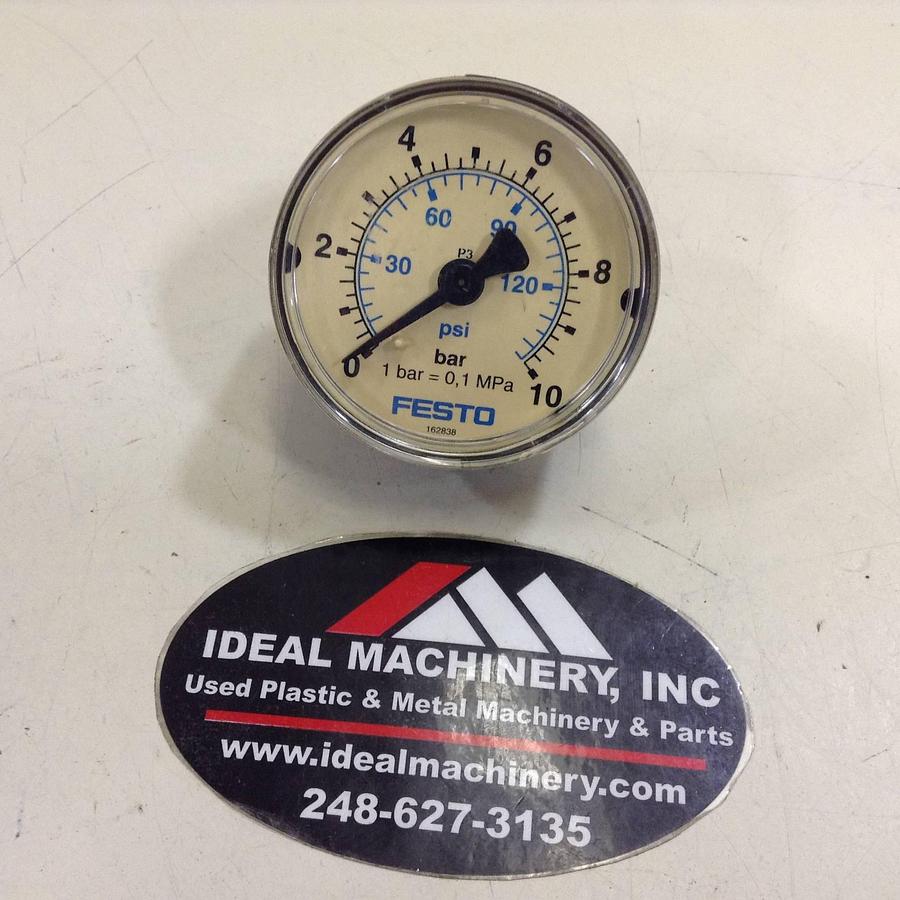 4
6
60
90
2
P3
30
8
120
psi
bar
0
1 bar = 0,1 MPa
10
FESTO
162838
IDEAL MACHINERY, INC
Used Plastic & Metal Machinery & Parts
www.idealmachinery.com
248-627-3135